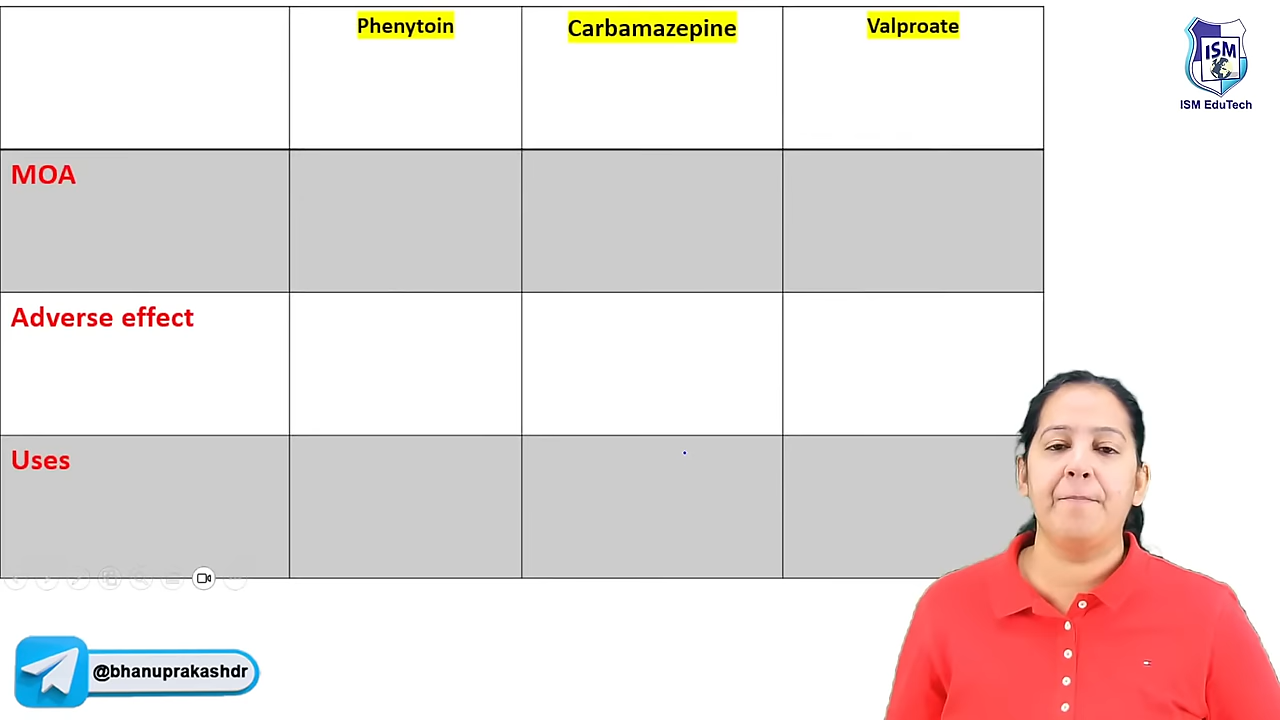 Phenytoin
Carbamazepine
Valproate
ISM
ISM EduTech
MOA
Adverse effect
Uses
@bhanuprakashdr